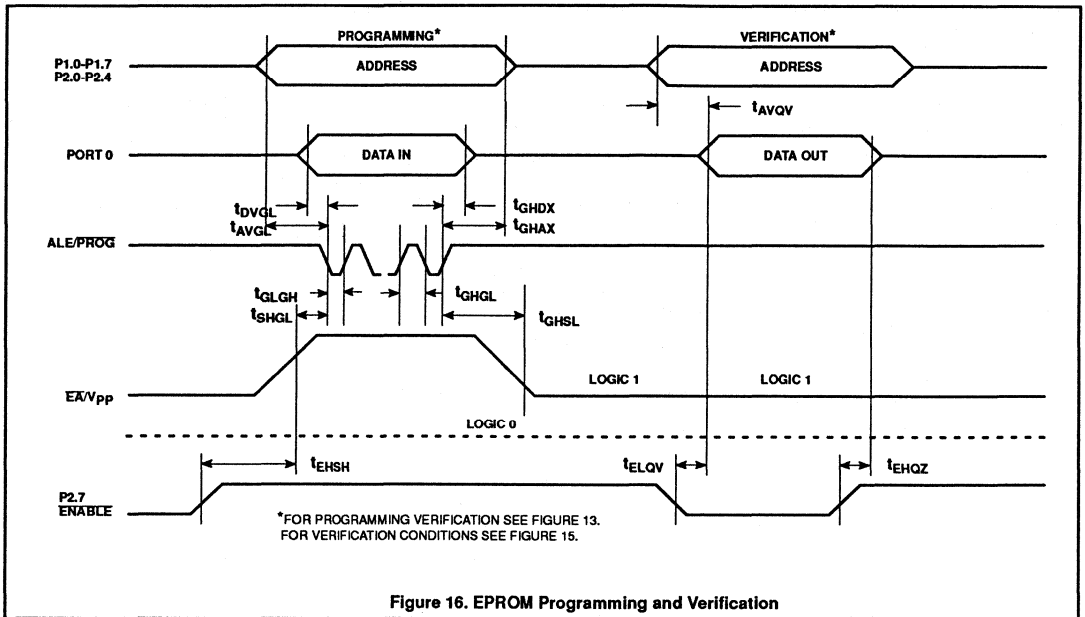 PROGRAMMING*
VERIFICATION*
P1.0-P1.7
P2.0-P2.4
ADDRESS
ADDRESS
tAVQV
PORT 0
DATA IN
DATA OUT
tDVGL
tGHDX
tAVGL
tGHAX
ALE/PROG
tGLGH
tGHGL
tSHGL
tGHSL
LOGIC 1
LOGIC 1
EA/VPP
LOGIC 0
tEHSH
tELQV
tEHQZ
P2.7
ENABLE
*FOR PROGRAMMING VERIFICATION SEE FIGURE 13.
FOR VERIFICATION CONDITIONS SEE FIGURE 15.
Figure 16. EPROM Programming and Verification